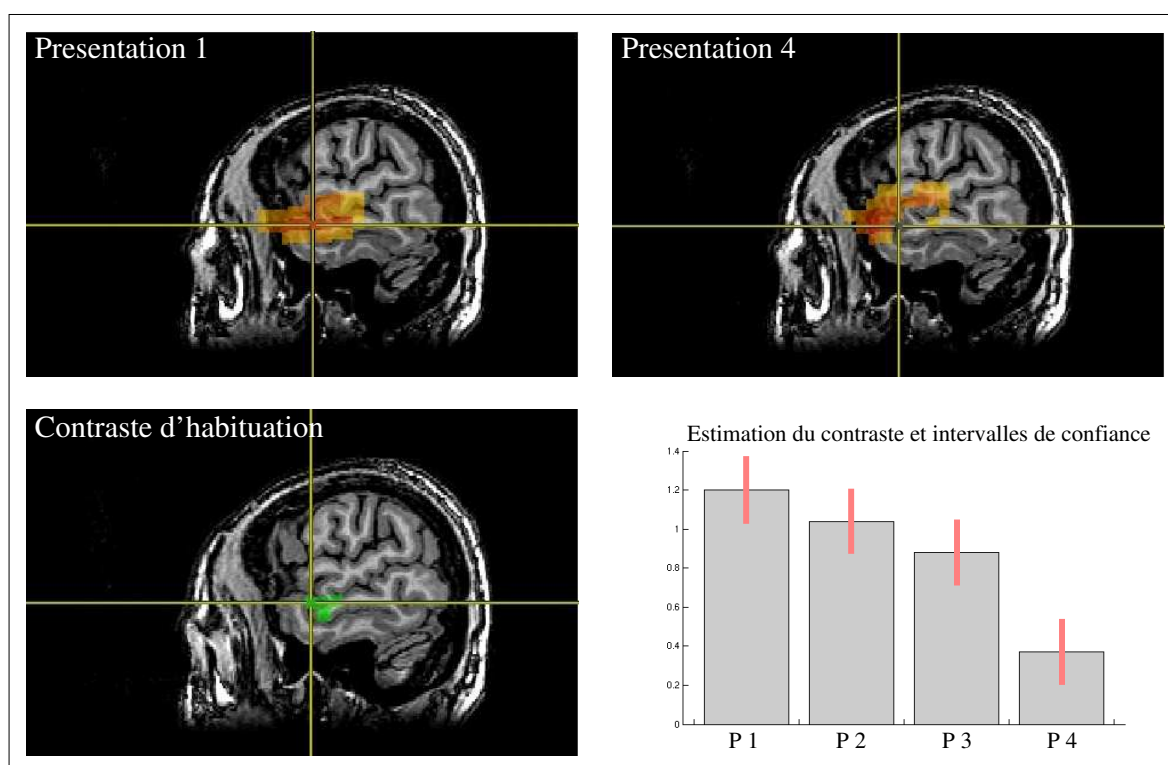 Presentation 1
Presentation 4
Contraste d'habituation
Estimation du contraste et intervalles de confiance
1.4
1.2
1
0.8
0.6
0.4
0.2
0
P 1 P 2 P 3 P 4